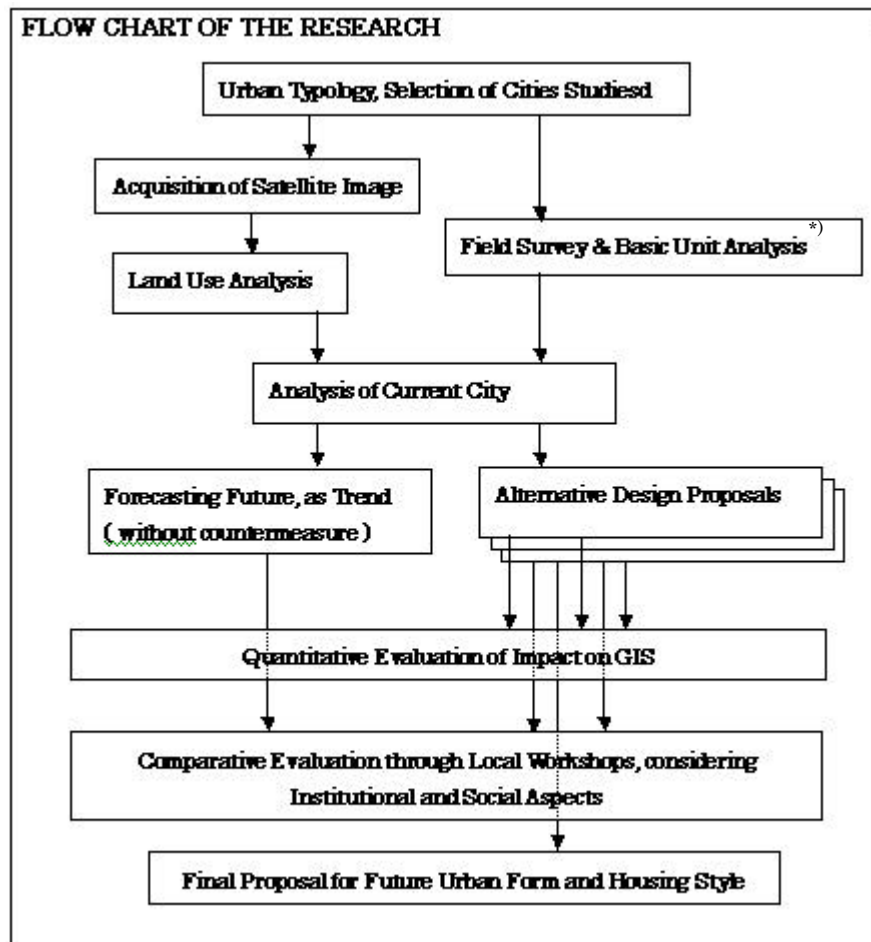 FLOW CHART OF THE RESEARCH
Urban Typology, Selection of Cities Studiesd
Acquisition of Satellite Image
Field Survey & Basic Unit Analysis *)
Land Use Analysis
Analysis of Current City
Forecasting Future, as Trend
( without countermeasure )
Alternative Design Proposals
Quantitative Evaluation of Impact on GIS
Comparative Evaluation through Local Workshops, considering
Institutional and Social Aspects
Final Proposal for Future Urban Form and Housing Style